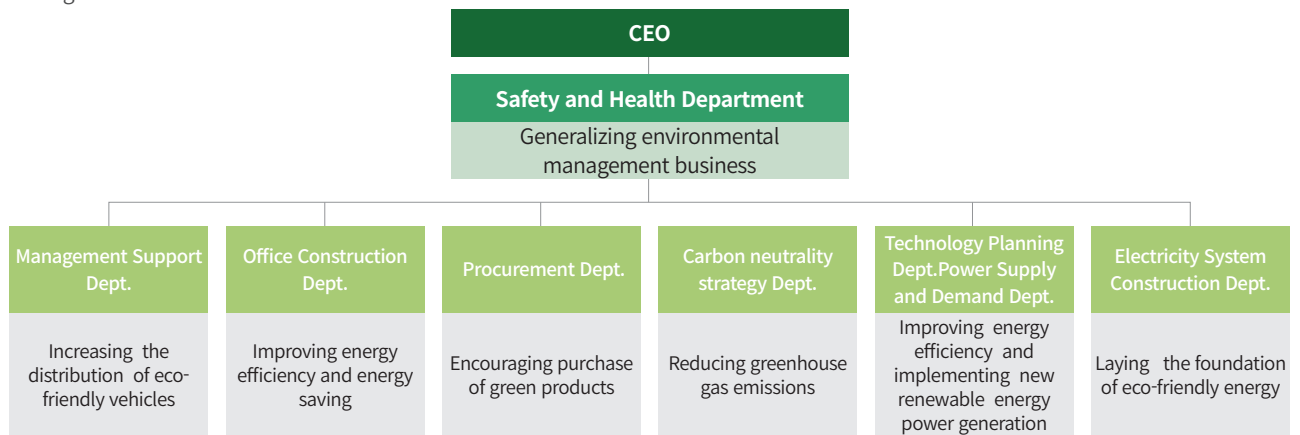 CEO
Safety and Health Department
Generalizing environmental
management business
Management Support
Dept.
Increasing the
distribution of eco-
friendly vehicles
Office Construction
Dept.
Improving energy
efficiency and energy
saving
Procurement Dept.
Encouraging purchase
of green products
Carbon neutrality
strategy Dept.
Reducing greenhouse
gas emissions
Technology Planning
Dept.Power Supply
and Demand Dept.
Improving energy
efficiency and
implementing new
renewable energy
power generation
Electricity System
Construction Dept.
Laying the foundation
of eco-friendly energy